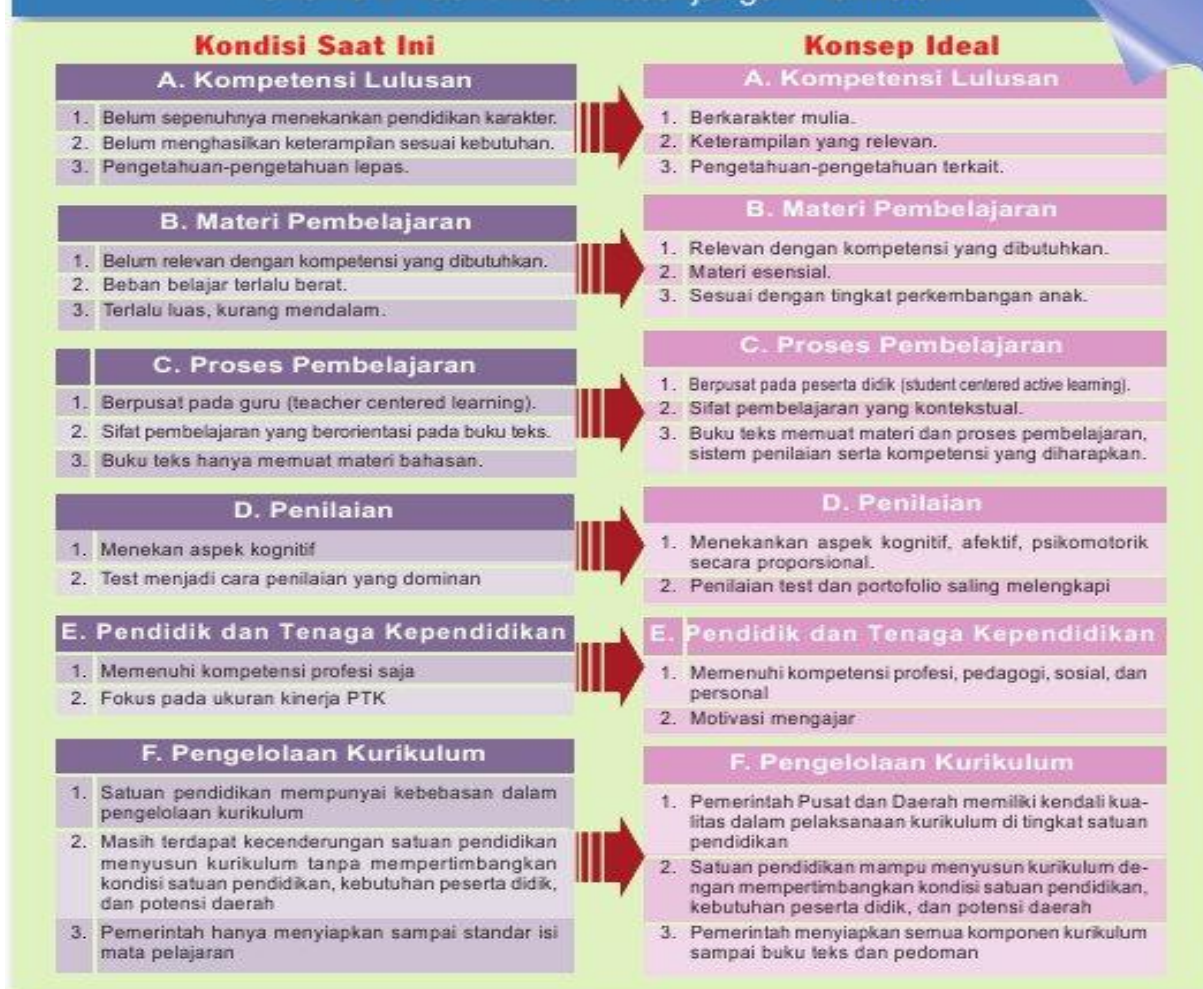 Kondisi Saat Ini
A. Kompetensi Lulusan
1. Belum sepenuhnya menekankan pendidikan karakter.
2. Belum menghasilkan keterampilan sesuai kebutuhan.
3. Pengetahuan-pengetahuan lepas.
B. Materi Pembelajaran
1. Belum relevan dengan kompetensi yang dibutuhkan.
2. Beban belajar terlalu berat.
3. Terlalu luas, kurang mendalam.
C. Proses Pembelajaran
1. Berpusat pada guru (teacher centered learning).
2. Sifat pembelajaran yang berorientasi pada buku teks.
3. Buku teks hanya memuat materi bahasan.
D. Penilaian
1. Menekan aspek kognitif
2. Test menjadi cara penilaian yang dominan
E. Pendidik dan Tenaga Kependidikan
1. Memenuhi kompetensi profesi saja
2. Fokus pada ukuran kinerja PTK
F. Pengelolaan Kurikulum
1. Satuan pendidikan mempunyai kebebasan dalam
pengelolaan kurikulum
2. Masih terdapat kecenderungan satuan pendidikan
menyusun kurikulum tanpa mempertimbangkan
kondisi satuan pendidikan, kebutuhan peserta didik,
dan potensi daerah
3. Pemerintah hanya menyiapkan sampai standar isi
mata pelajaran
Konsep Ideal
A. Kompetensi Lulusan
1. Berkarakter mulia.
2. Keterampilan yang relevan.
3. Pengetahuan-pengetahuan terkait.
B. Materi Pembelajaran
1. Relevan dengan kompetensi yang dibutuhkan.
2. Materi esensial.
3. Sesuai dengan tingkat perkembangan anak.
C. Proses Pembelajaran
1. Berpusat pada peserta didik (student centered active learning).
2. Sifat pembelajaran yang kontekstual.
3. Buku teks memuat materi dan proses pembelajaran,
sistem penilaian serta kompetensi yang diharapkan.
D. Penilaian
1. Menekankan aspek kognitif, afektif, psikomotorik
secara proporsional.
2. Penilaian test dan portofolio saling melengkapi
E. Pendidik dan Tenaga Kependidikan
1. Memenuhi kompetensi profesi, pedagogi, sosial, dan
personal
2. Motivasi mengajar
F. Pengelolaan Kurikulum
1. Pemerintah Pusat dan Daerah memiliki kendali kua-
litas dalam pelaksanaan kurikulum di tingkat satuan
pendidikan
2. Satuan pendidikan mampu menyusun kurikulum de-
ngan mempertimbangkan kondisi satuan pendidikan,
kebutuhan peserta didik, dan potensi daerah
3. Pemerintah menyiapkan semua komponen kurikulum
sampai buku teks dan pedoman